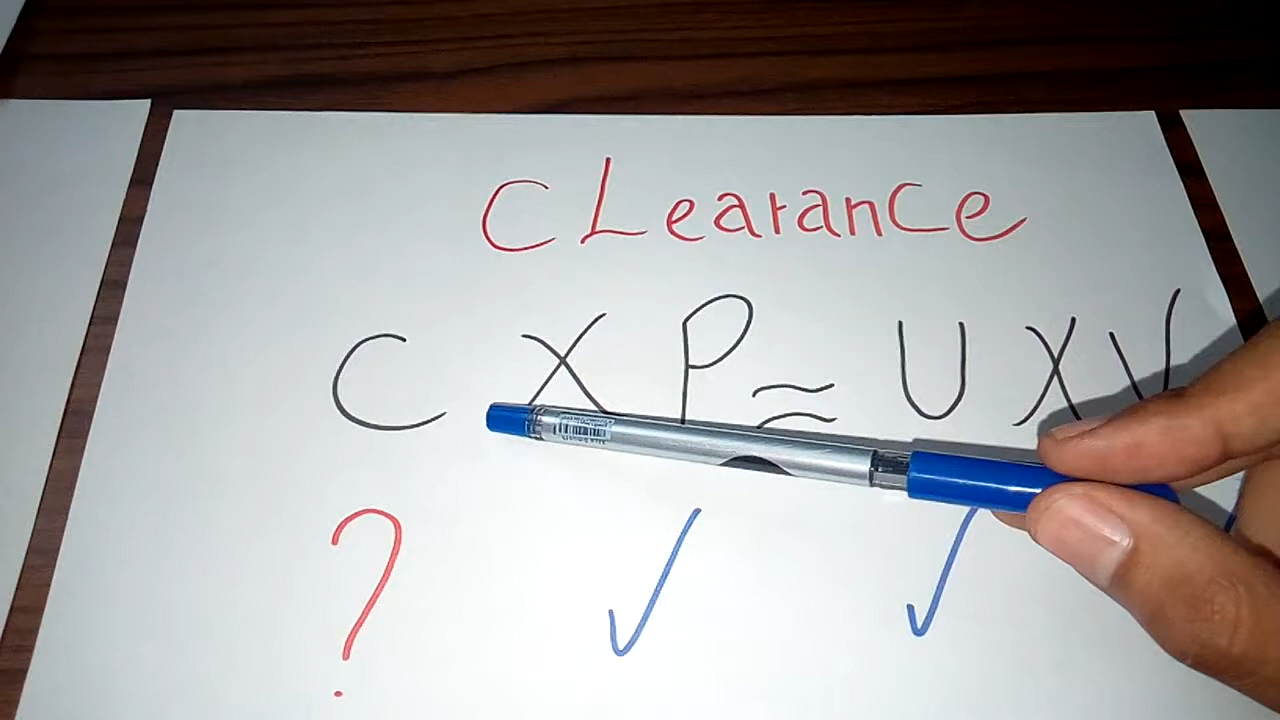 CLearance
C X P ≈ U X V
? ✓ ✓